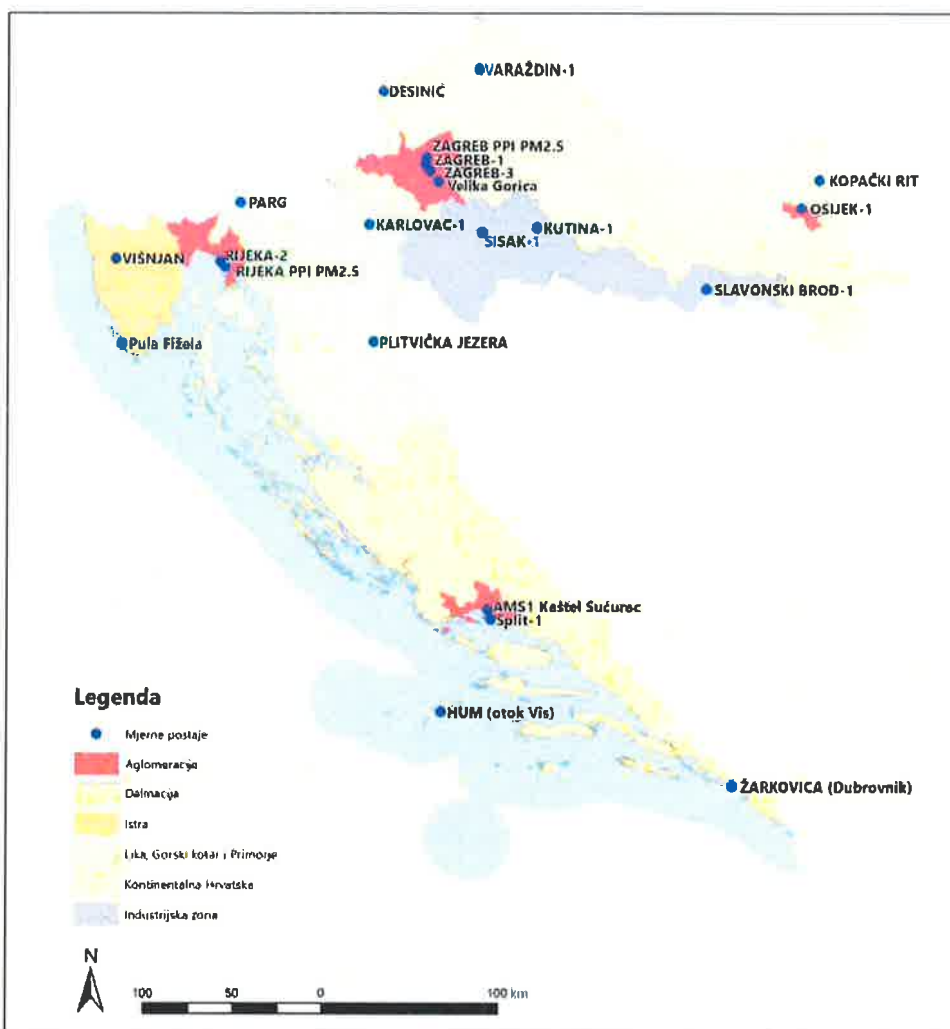 VARAŽDIN-1
DESINIĆ
ZAGREB PPI PM2.5
ZAGREB-1
ZAGREB-3
Velika Gorica
KOPAČKI RIT
OSIJEK-1
PARG
KARLOVAC-1
SISAK-1
KUTINA-1
VIŠNJAN
RIJEKA-2
RIJEKA PPI PM2.5
SLAVONSKI BROD-1
Pula Fižela
PLITVIČKA JEZERA
AMS1 Kaštel Sućurac
Split-1
HUM (otok Vis)
ŽARKOVICA (Dubrovnik)
Legenda
Mjerne postaje
Aglomeracije
Dalmacija
Istra
Lika, Gorski kotar i Primorje
Kontinentalna Hrvatska
Industrijska zona
N
100 50 0 100 km